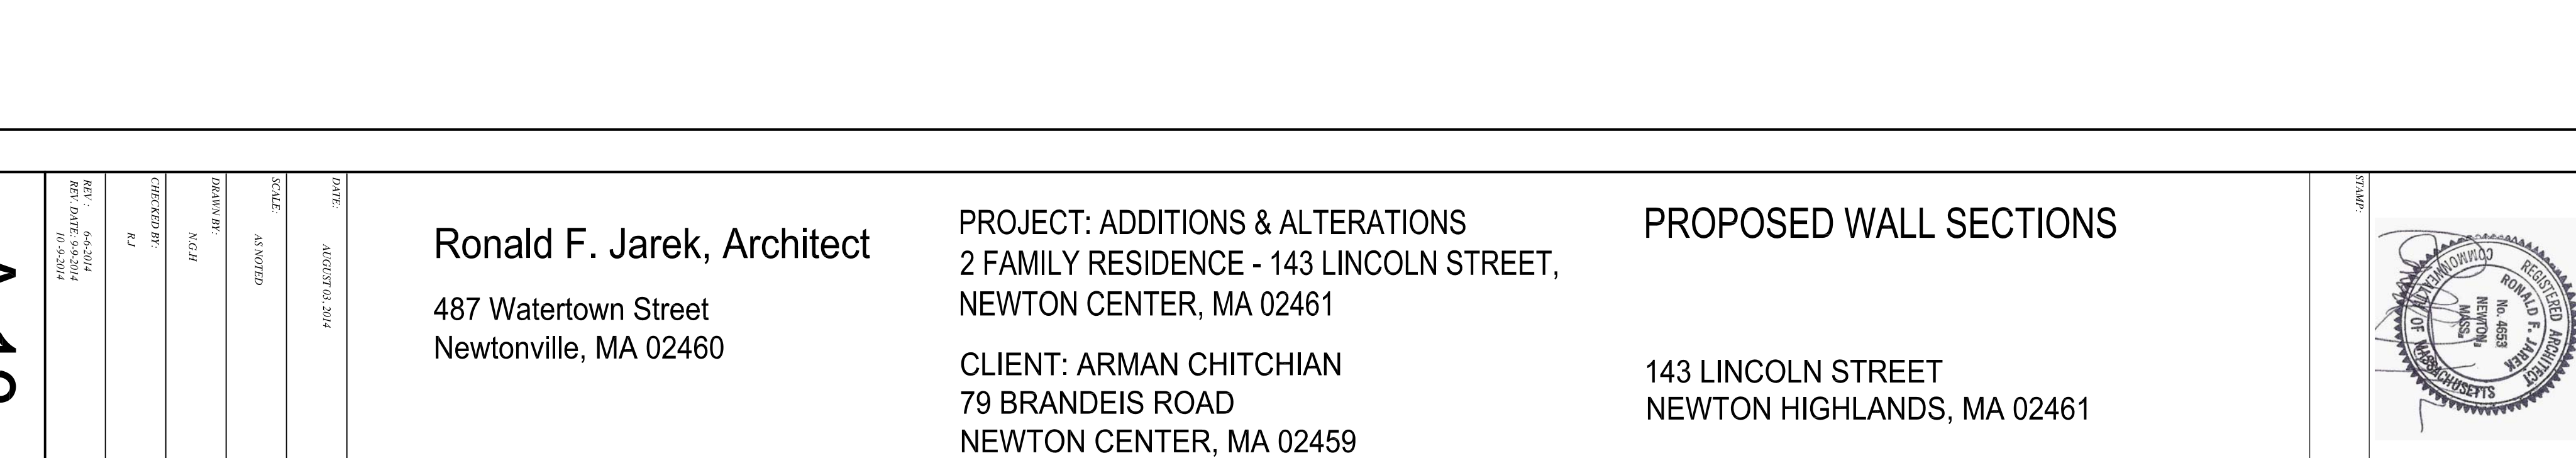 REV :   6-6-2014
REV. DATE: 9-9-2014
10 -9-2014
CHECKED BY:
RJ
DRAWN BY:
N.G.H
SCALE:
AS NOTED
DATE:
AUGUST 03, 2014
Ronald F. Jarek, Architect
487 Watertown Street
Newtonville, MA 02460
PROJECT: ADDITIONS & ALTERATIONS
2 FAMILY RESIDENCE - 143 LINCOLN STREET,
NEWTON CENTER, MA 02461
CLIENT: ARMAN CHITCHIAN
79 BRANDEIS ROAD
NEWTON CENTER, MA 02459
PROPOSED WALL SECTIONS
143 LINCOLN STREET
NEWTON HIGHLANDS, MA 02461
STAMP:
REGISTERED ARCHITECT
RONALD F. JAREK
No. 4653
NEWTON
MASS.
COMMONWEALTH OF MASSACHUSETTS